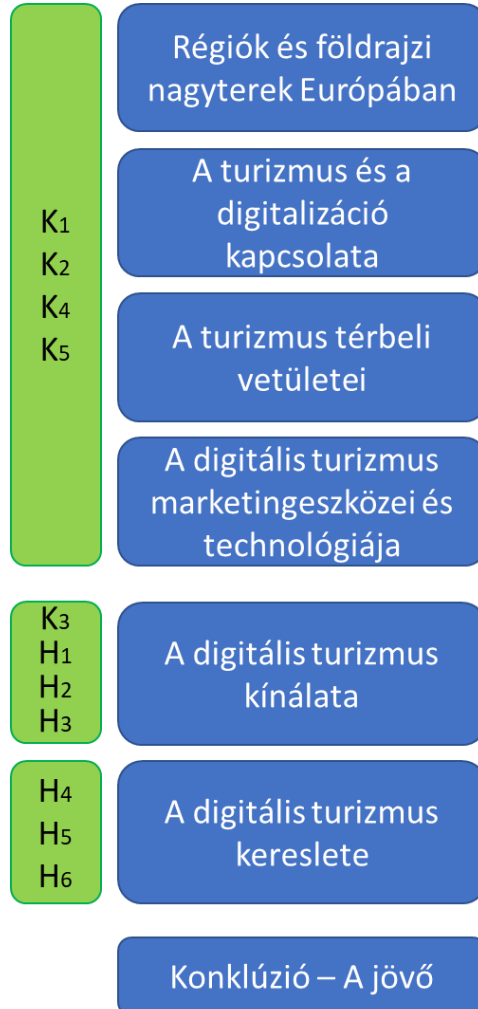 K1
K2
K4
K5
Régiók és földrajzi
nagyterek Európában
A turizmus és a
digitalizáció
kapcsolata
A turizmus térbeli
vetületei
A digitális turizmus
marketingeszközei és
technológiája
K3
H1
H2
H3
A digitális turizmus
kínálata
H4
H5
H6
A digitális turizmus
kereslete
Konklúzió – A jövő